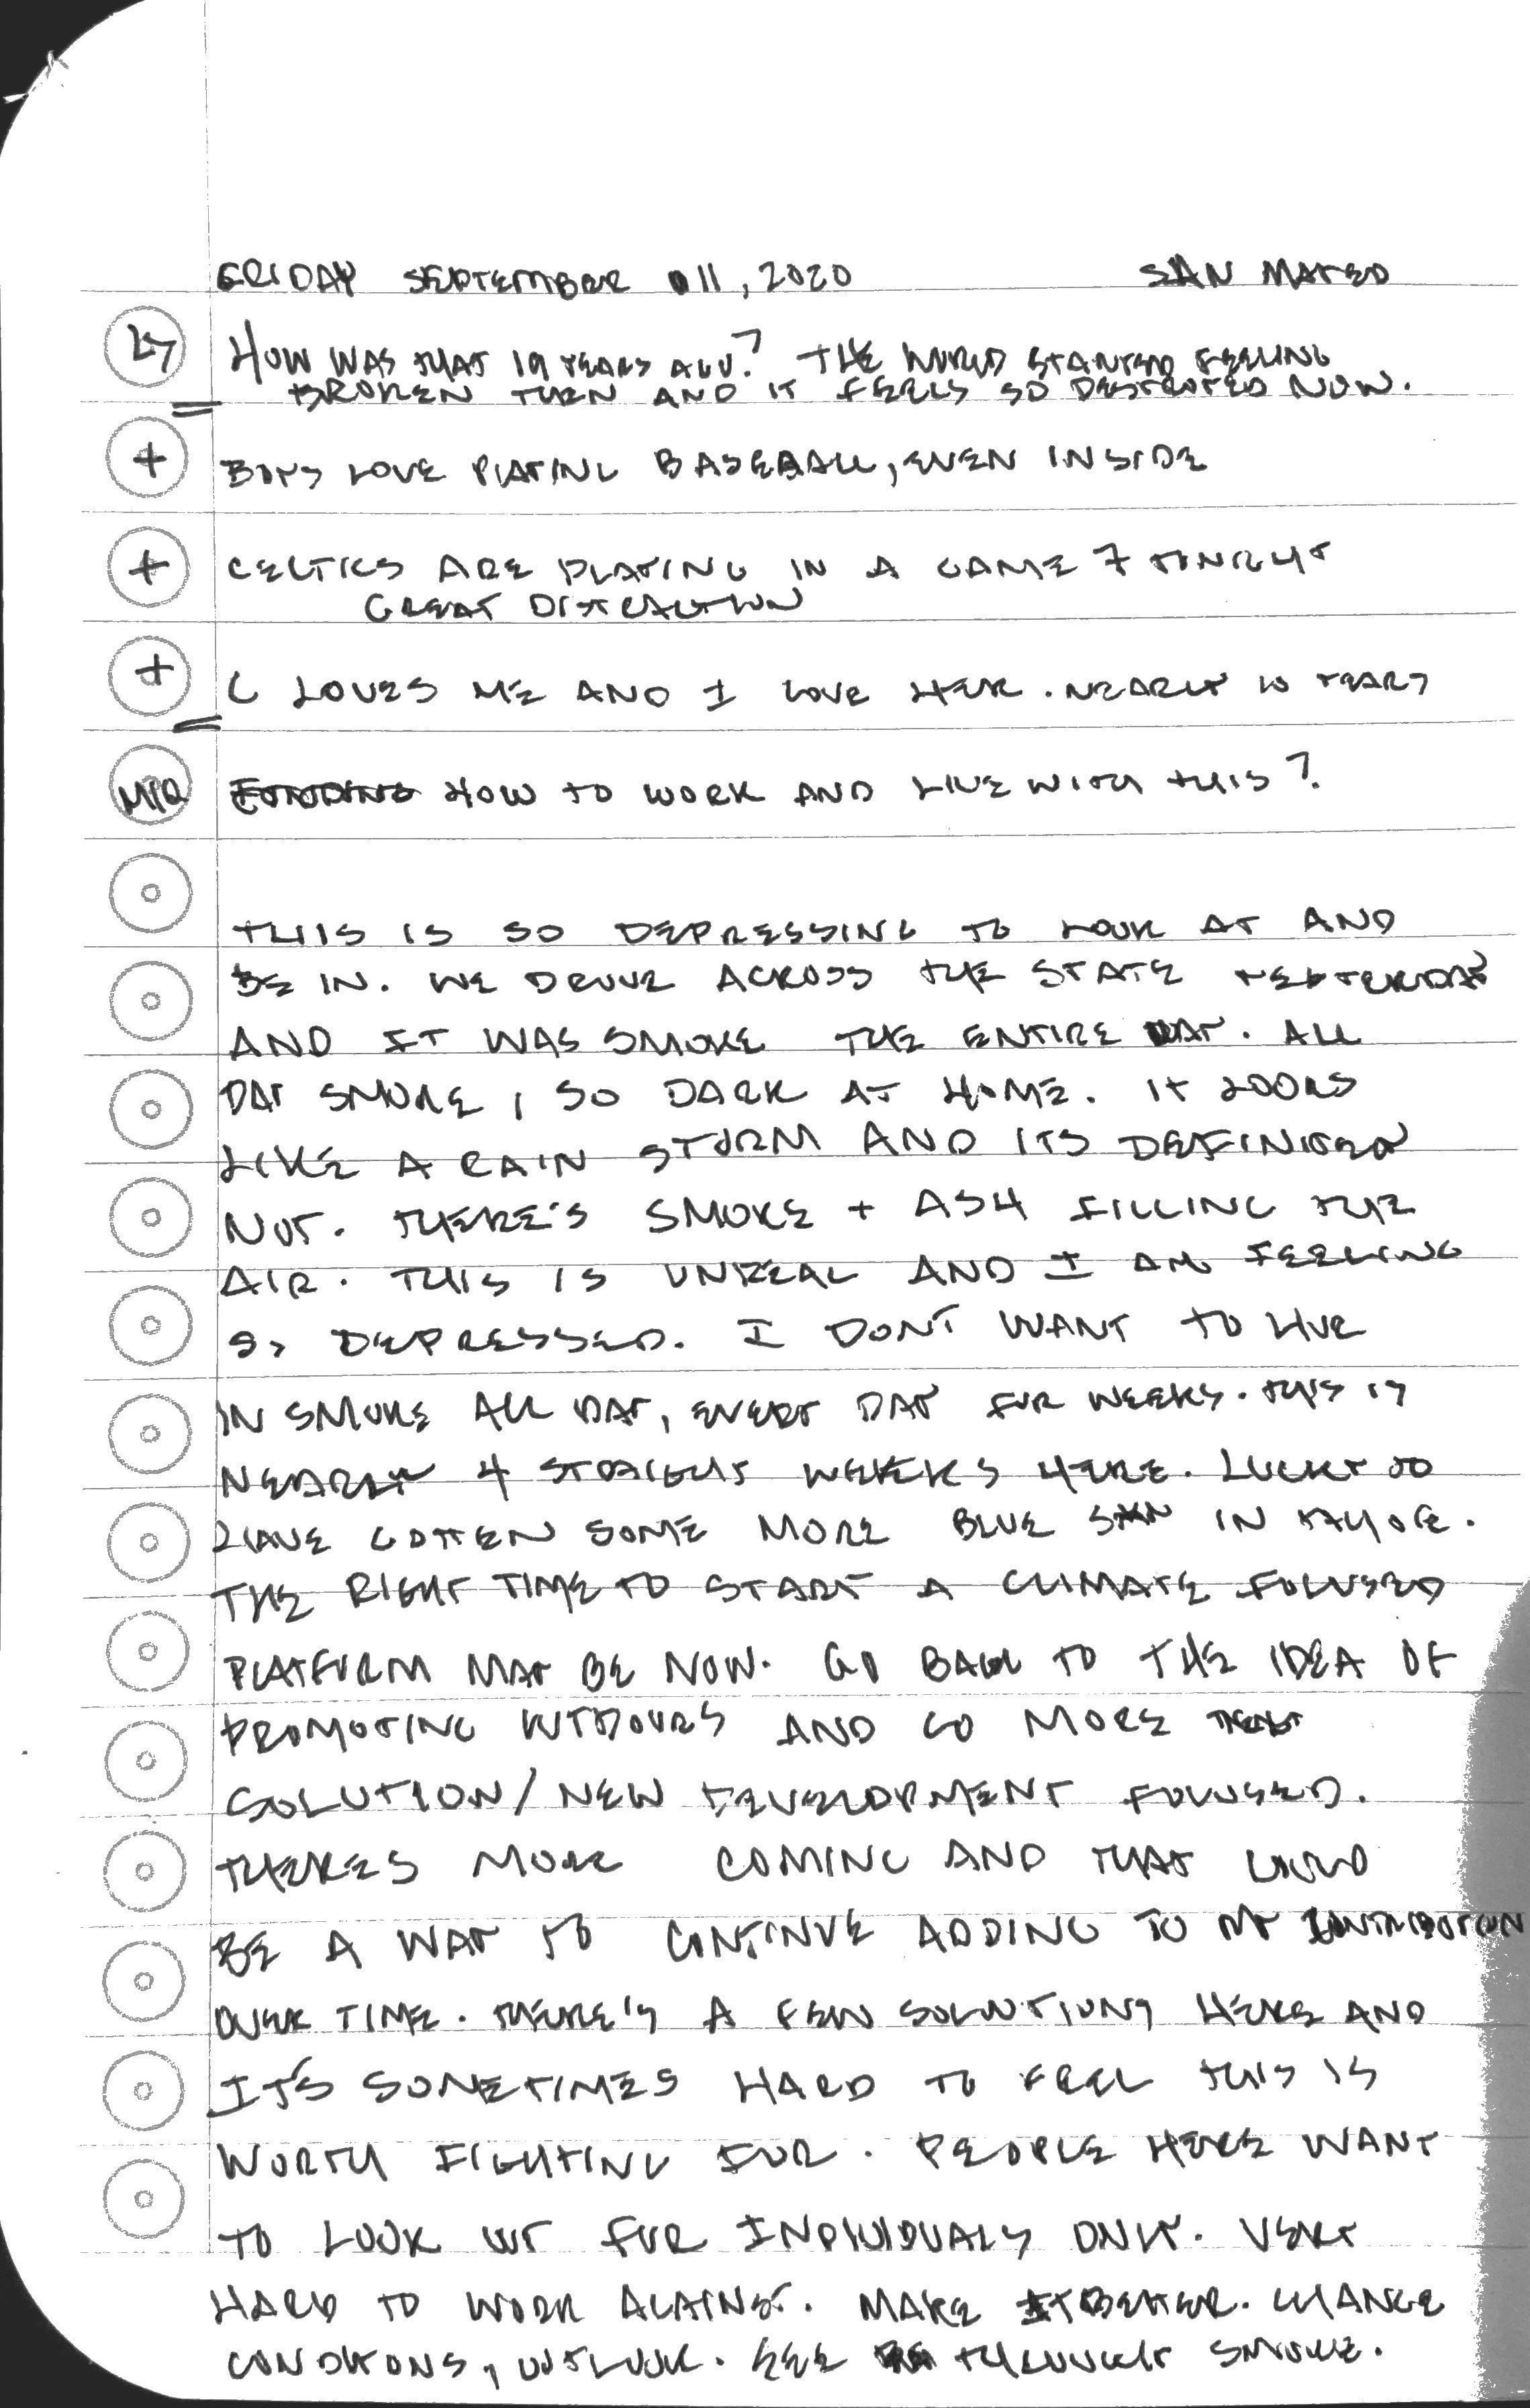 FRIDAY SEPTEMBER 11, 2020 SAN MATEO
HOW WAS THAT 19 YEARS AGO? THE WORLD STARTED FEELING
BROKEN THEN AND IT FEELS SO DESTROYED NOW.
+ BOYS LOVE PLAYING BASEBALL, EVEN INSIDE
+ CELTICS ARE PLAYING IN A GAME 7 TONIGHT
GREAT DISTRACTION
+ C LOVES ME AND I LOVE HER. NEARLY 10 YEARS
MIQ HOW TO WORK AND LIVE WITH THIS?
THIS IS SO DEPRESSING TO LOOK AT AND
BE IN. WE DROVE ACROSS THE STATE YESTERDAY
AND IT WAS SMOKE THE ENTIRE DAY. ALL
DAY SMOKE, SO DARK AT HOME. IT LOOKS
LIKE A RAIN STORM AND ITS DEFINITELY
NOT. THERE'S SMOKE + ASH FILLING THE
AIR. THIS IS UNREAL AND I AM FEELING
SO DEPRESSED. I DON'T WANT TO LIVE
IN SMOKE ALL DAY, EVERY DAY FOR WEEKS. THIS IS
NEARLY 4 STRAIGHT WEEKS HERE. LUCKY TO
HAVE GOTTEN SOME MORE BLUE IN TAHOE.
THE RIGHT TIME TO START A CLIMATE FOCUSED
PLATFORM MAY BE NOW. GO BACK TO THE IDEA OF
PROMOTING OUTDOORS AND GO MORE
SOLUTION/NEW DEVELOPMENT FOCUSED.
THERES MORE COMING AND THAT COULD
BE A WAY TO CONTINUE ADDING TO MY CONTRIBUTION
OVER TIME. THERE'S A FEW SOLUTIONS HERE AND
IT'S SOMETIMES HARD TO FEEL THIS IS
WORTH FIGHTING FOR. PEOPLE HERE WANT
TO LOOK OUT FOR INDIVIDUALS ONLY. VERY
HARD TO WORK AGAINST. MAKE IT BETTER. CHANGE
CONDITIONS, OUTLOOK. SEE THROUGH SMOKE.